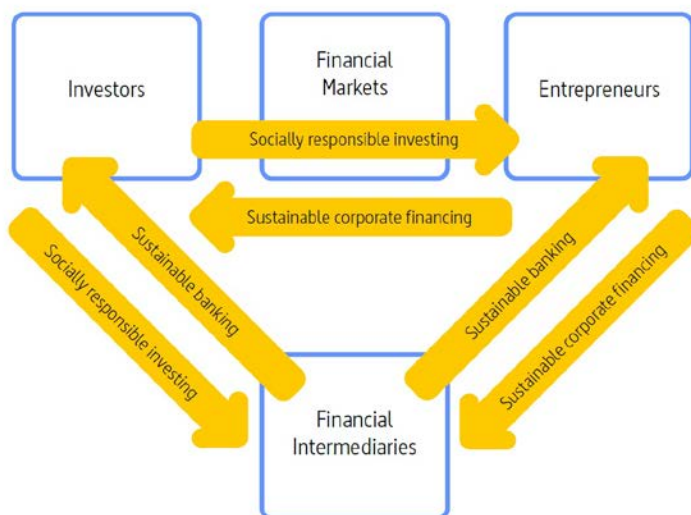 Investors
Financial
Markets
Entrepreneurs
Socially responsible investing
Sustainable corporate financing
Socially responsible investing
Sustainable banking
Sustainable banking
Sustainable corporate financing
Financial
Intermediaries